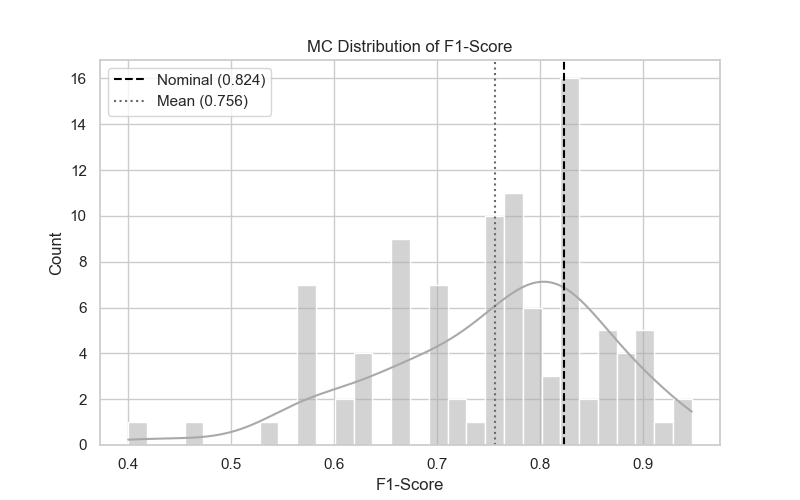 MC Distribution of F1-Score
Nominal (0.824)
Mean (0.756)
16
14
12
10
8
6
4
2
0
Count
0.4 0.5 0.6 0.7 0.8 0.9
F1-Score